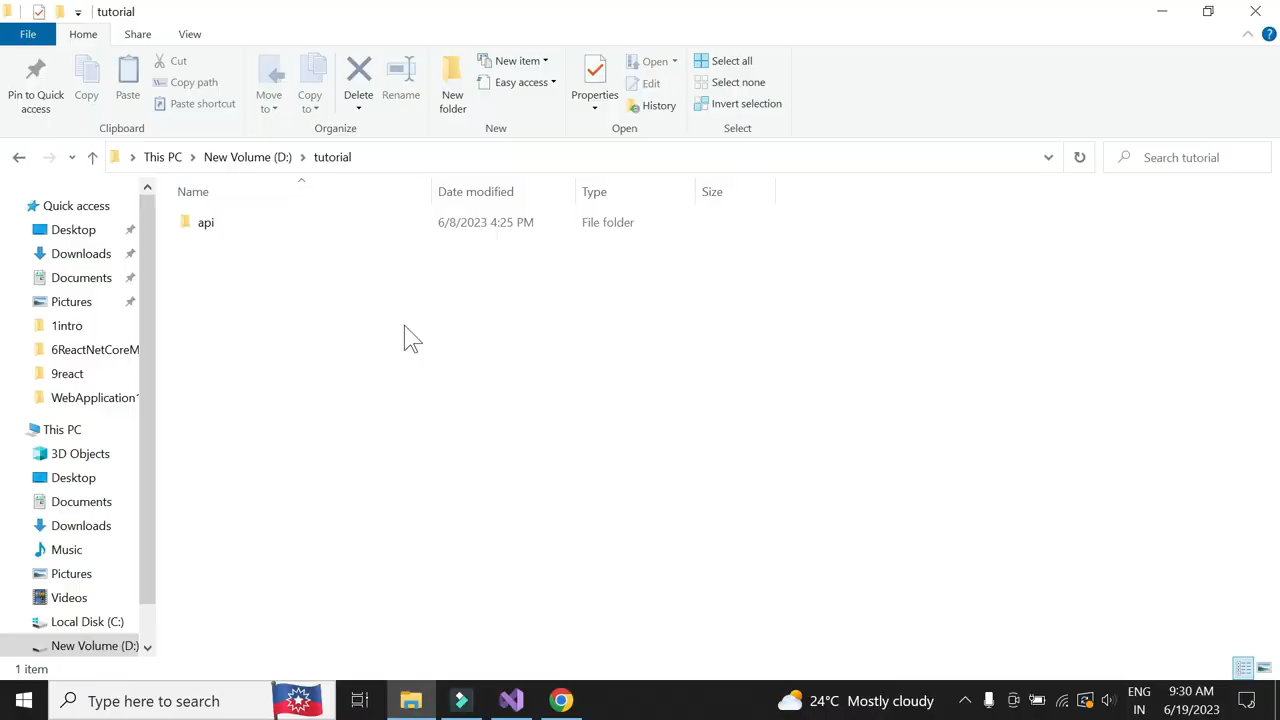 tutorial
File Home Share View
Pin to Quick access
Copy
Paste
Cut
Copy path
Paste shortcut
Clipboard
Move to
Copy to
Delete
Rename
Organize
New folder
New item
Easy access
New
Properties
Open
Edit
History
Open
Select all
Select none
Invert selection
Select
This PC New Volume (D:) tutorial
Search tutorial
Name Date modified Type Size
api 6/8/2023 4:25 PM File folder
Quick access
Desktop
Downloads
Documents
Pictures
1intro
6ReactNetCoreM
9react
WebApplication1
This PC
3D Objects
Desktop
Documents
Downloads
Music
Pictures
Videos
Local Disk (C:)
New Volume (D:)
1 item
Type here to search
24°C Mostly cloudy
ENG
IN
9:30 AM
6/19/2023